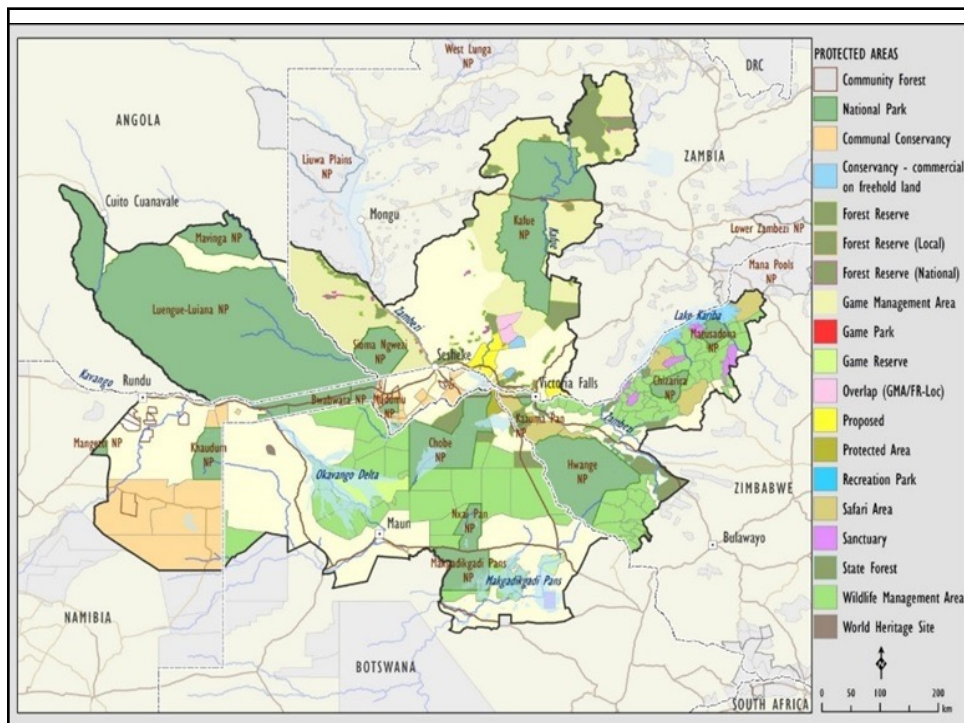 West Lunga
NP
DRC
ANGOLA
Liuwa Plains
NP
ZAMBIA
Cuito Cuanavale
Mongu
Kafue
NP
Kafue
Lower Zambezi NP
Mavinga NP
Mana Pools
NP
Luengue-Luiana NP
Zambezi
Lake Kariba
Matusadona
NP
Sioma Ngwezi
NP
Sesheke
Kavango
Rundu
Victoria Falls
Chizarira
NP
Bwabwata NP
Mudumu
NP
Zambezi
Mangetti NP
Khaudum
NP
Chobe
NP
Kazuma Pan
NP
Okavango Delta
Hwange
NP
ZIMBABWE
Nxai Pan
NP
Maun
Bulawayo
Makgadikgadi Pans
NP
Makgadikgadi Pans
NAMIBIA
BOTSWANA
SOUTH AFRICA
PROTECTED AREAS
Community Forest
National Park
Communal Conservancy
Conservancy - commercial
on freehold land
Forest Reserve
Forest Reserve (Local)
Forest Reserve (National)
Game Management Area
Game Park
Game Reserve
Overlap (GMA/FR-Loc)
Proposed
Protected Area
Recreation Park
Safari Area
Sanctuary
State Forest
Wildlife Management Area
World Heritage Site
N
0 100 200
km